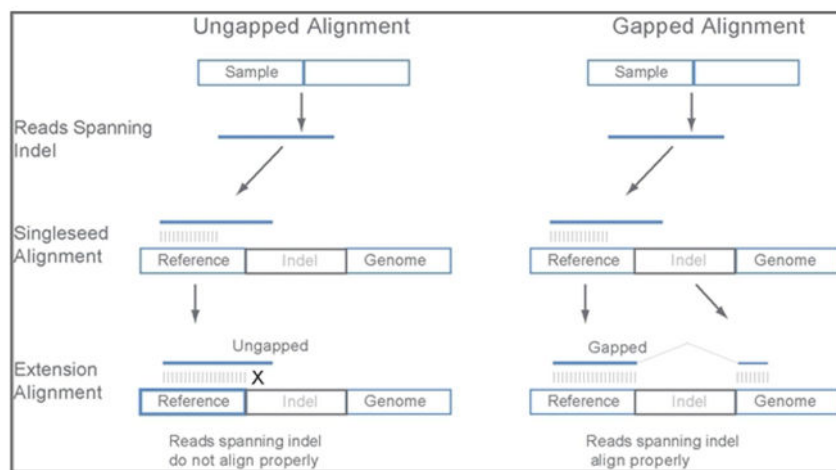 Ungapped Alignment
Gapped Alignment
Sample
Sample
Reads Spanning
Indel
Singleseed
Alignment
Reference Indel Genome
Reference Indel Genome
Ungapped
Gapped
Extension
Alignment
X
Reference Indel Genome
Reference Indel Genome
Reads spanning indel
do not align properly
Reads spanning indel
align properly